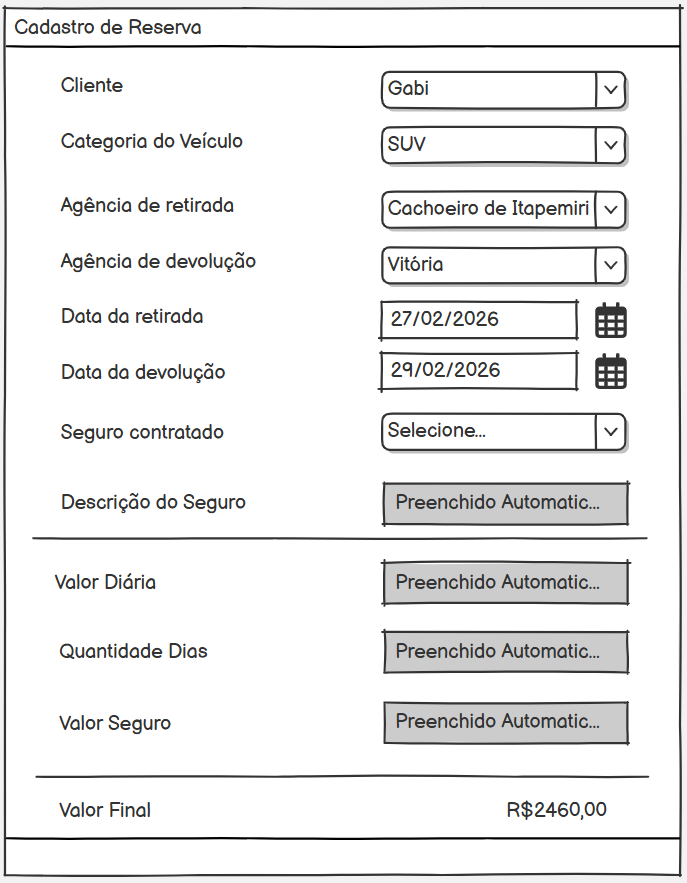 Cadastro de Reserva
Cliente Gabi
Categoria do Veículo SUV
Agência de retirada Cachoeiro de Itapemiri
Agência de devolução Vitória
Data da retirada 27/02/2026
Data da devolução 29/02/2026
Seguro contratado Selecione...
Descrição do Seguro Preenchido Automatic...
Valor Diária Preenchido Automatic...
Quantidade Dias Preenchido Automatic...
Valor Seguro Preenchido Automatic...
Valor Final R$2460,00